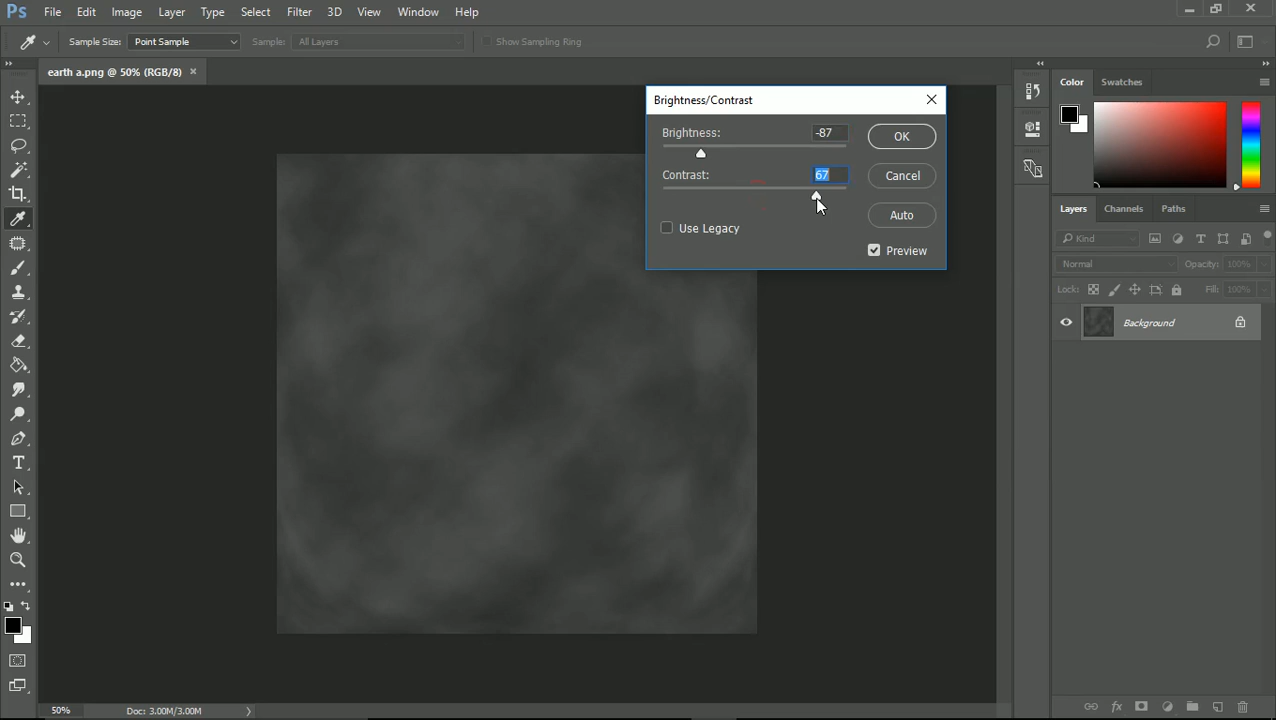 Ps File Edit Image Layer Type Select Filter 3D View Window Help
Sample Size: Point Sample Sample: All Layers Show Sampling Ring
earth a.png @ 50% (RGB/8) ×
Color Swatches
Brightness/Contrast
Brightness: -87
OK
Contrast: 67
Cancel
Auto
Use Legacy
Preview
Layers Channels Paths
Kind
Normal Opacity: 100%
Lock: Fill: 100%
Background
50% Doc: 3.00M/3.00M